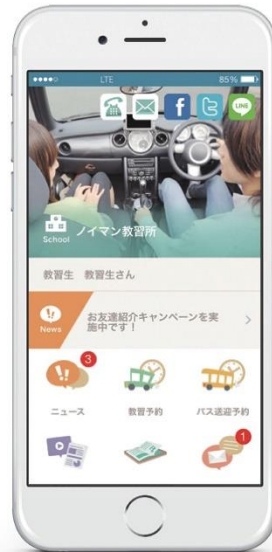 LTE 85%
LINE
School ノイマン教習所
教習生 教習生さん
お友達紹介キャンペーンを実
施中です！
News
3
ニュース 教習予約 バス送迎予約
1